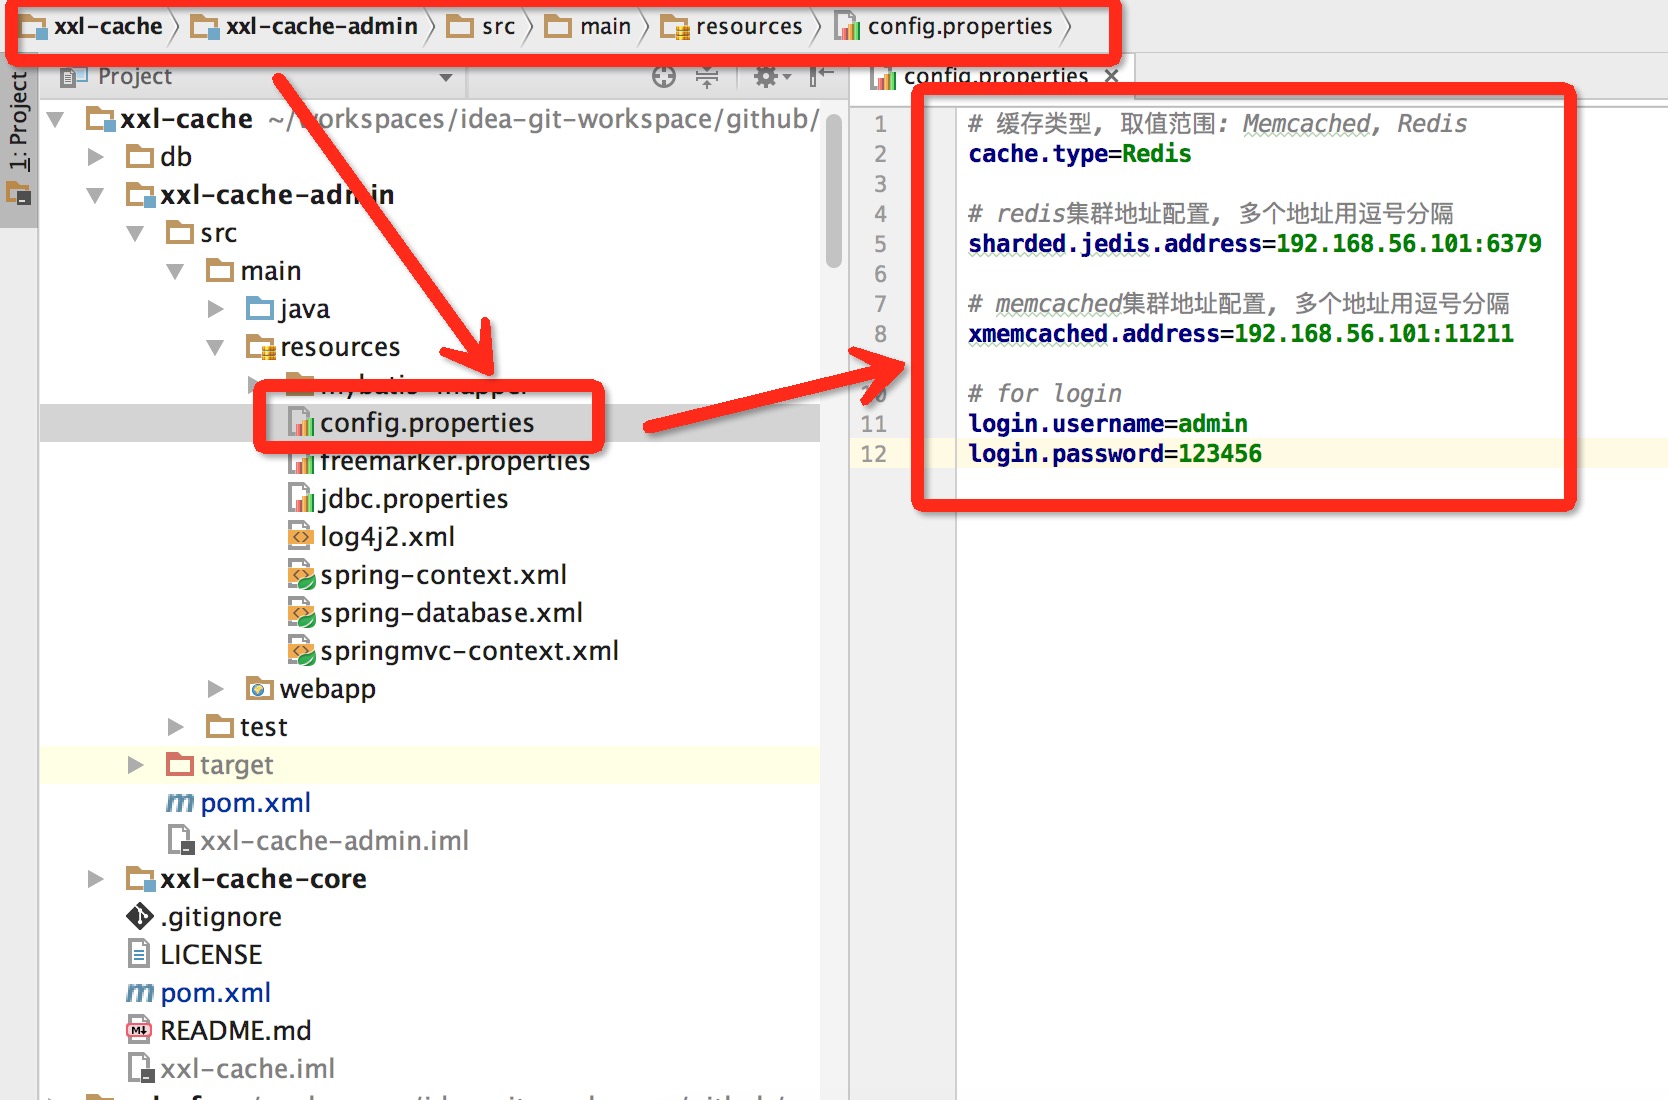 xxl-cache xxl-cache-admin src main resources config.properties
1: Project
Project
config.properties
xxl-cache ~/workspaces/idea-git-workspace/github/
db
xxl-cache-admin
src
main
java
resources
mybatis-mapper
config.properties
freemarker.properties
jdbc.properties
log4j2.xml
spring-context.xml
spring-database.xml
springmvc-context.xml
webapp
test
target
pom.xml
xxl-cache-admin.iml
xxl-cache-core
.gitignore
LICENSE
pom.xml
README.md
xxl-cache.iml
1 # 缓存类型, 取值范围: Memcached, Redis
2 cache.type=Redis
3
4 # redis集群地址配置, 多个地址用逗号分隔
5 sharded.jedis.address=192.168.56.101:6379
6
7 # memcached集群地址配置, 多个地址用逗号分隔
8 xmemcached.address=192.168.56.101:11211
10 # for login
11 login.username=admin
12 login.password=123456